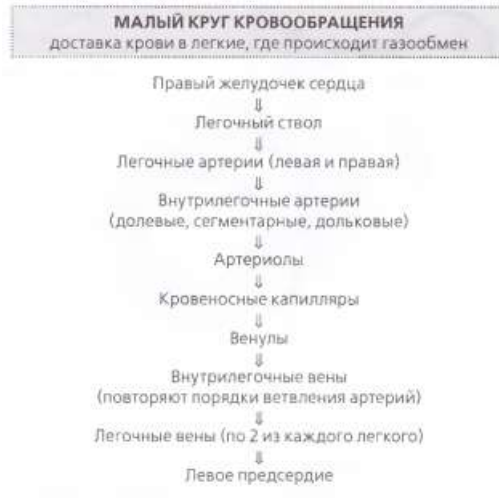 МАЛЫЙ КРУГ КРОВООБРАЩЕНИЯ
доставка крови в легкие, где происходит газообмен
Правый желудочек сердца
⇓
Легочный ствол
⇓
Легочные артерии (левая и правая)
⇓
Внутрилегочные артерии
(долевые, сегментарные, дольковые)
⇓
Артериолы
⇓
Кровеносные капилляры
⇓
Венулы
⇓
Внутрилегочные вены
(повторяют порядки ветвления артерий)
⇓
Легочные вены (по 2 из каждого легкого)
⇓
Левое предсердие